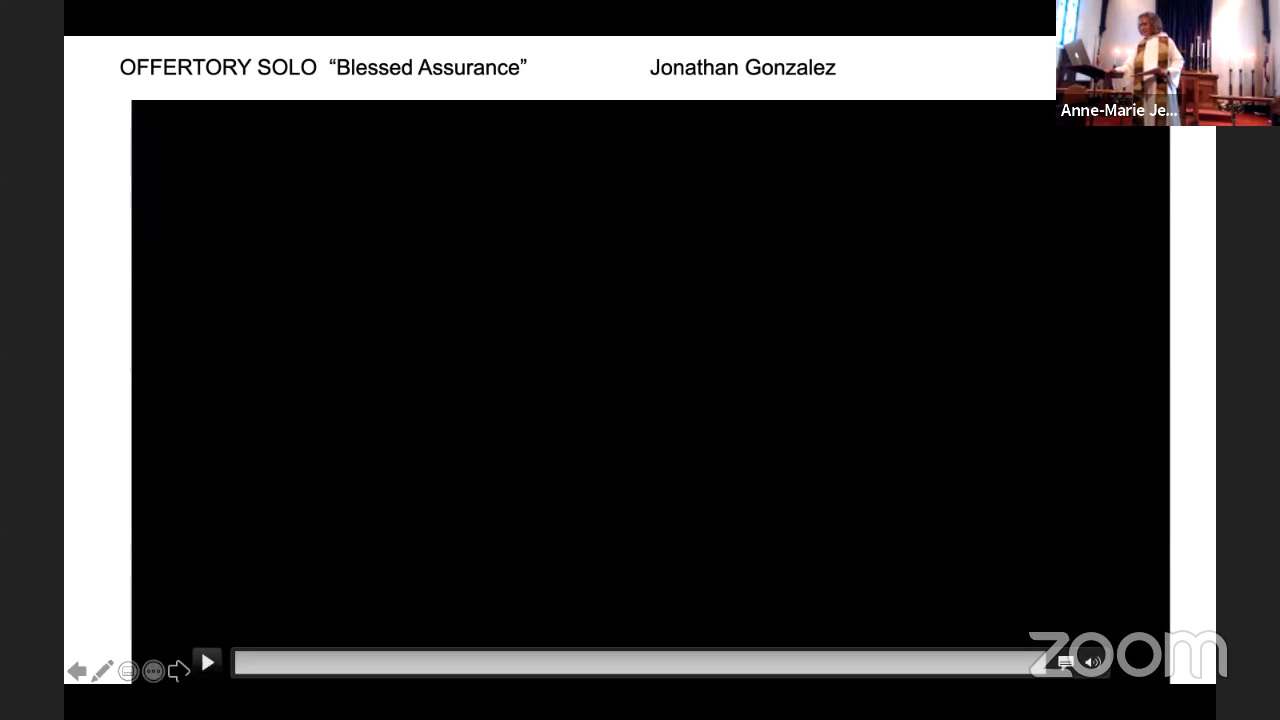 OFFERTORY SOLO “Blessed Assurance” Jonathan Gonzalez
Anne-Marie Je...
zoom